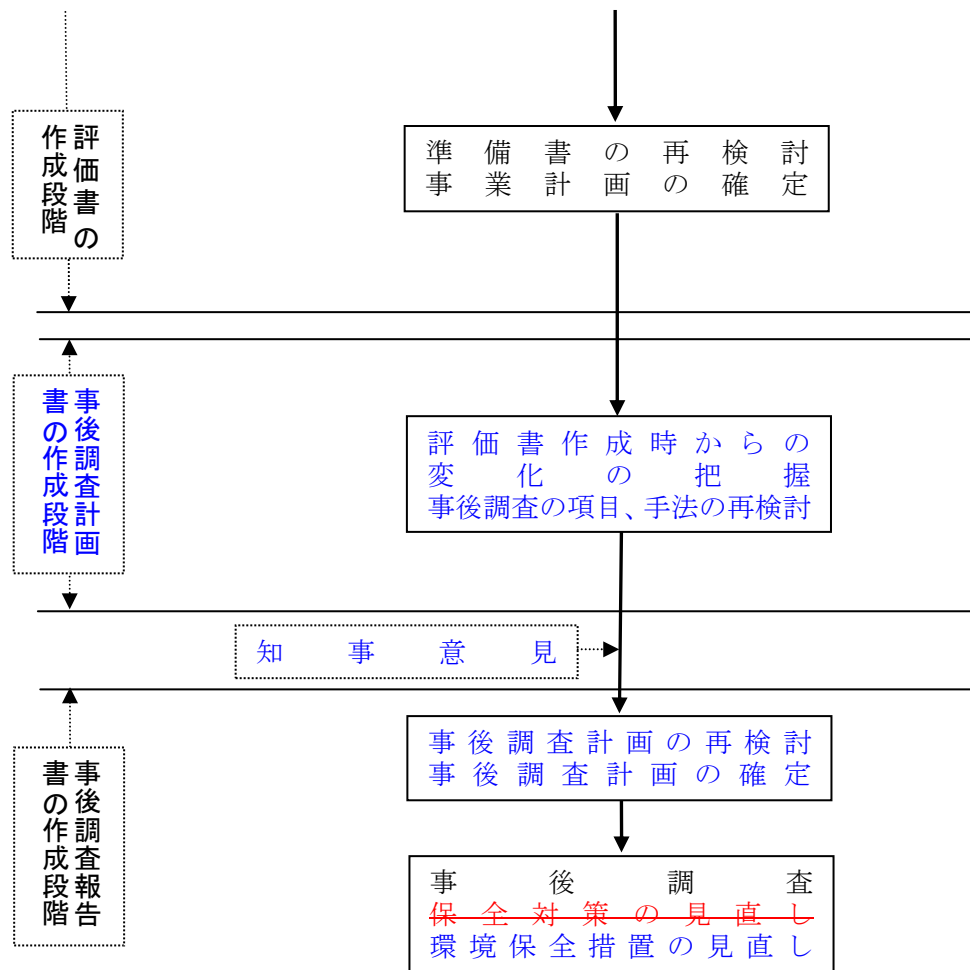 評価書の
作成段階
準備書の再検討
事業計画の確定
事後調査計画
書の作成段階
評価書作成時からの
変化の把握
事後調査の項目、手法の再検討
知事意見
事後調査報告
書の作成段階
事後調査計画の再検討
事後調査計画の確定
事後調査
保全対策の見直し
環境保全措置の見直し